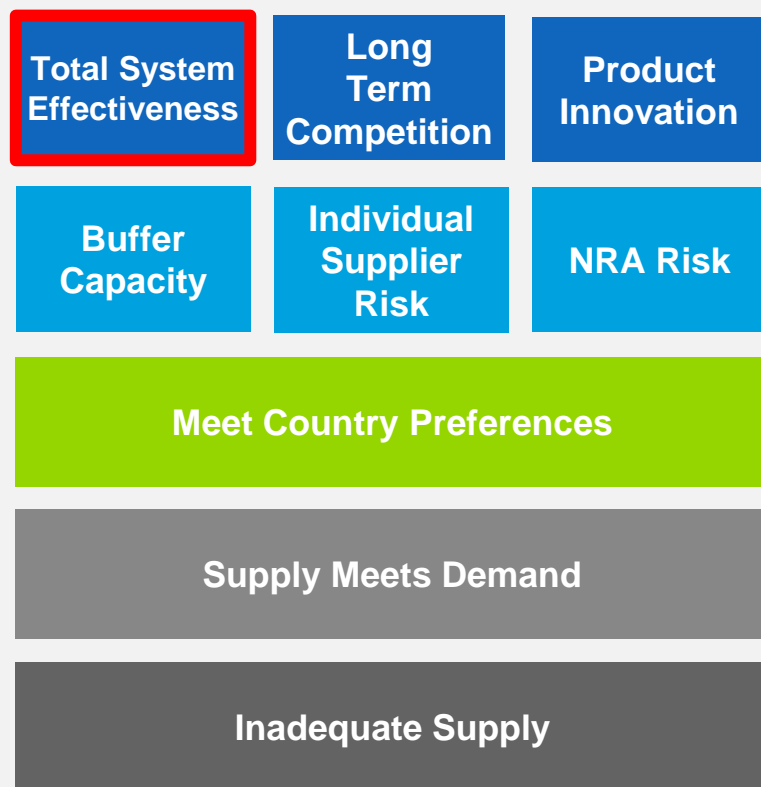 Total System
Effectiveness
Long
Term
Competition
Product
Innovation
Buffer
Capacity
Individual
Supplier
Risk
NRA Risk
Meet Country Preferences
Supply Meets Demand
Inadequate Supply